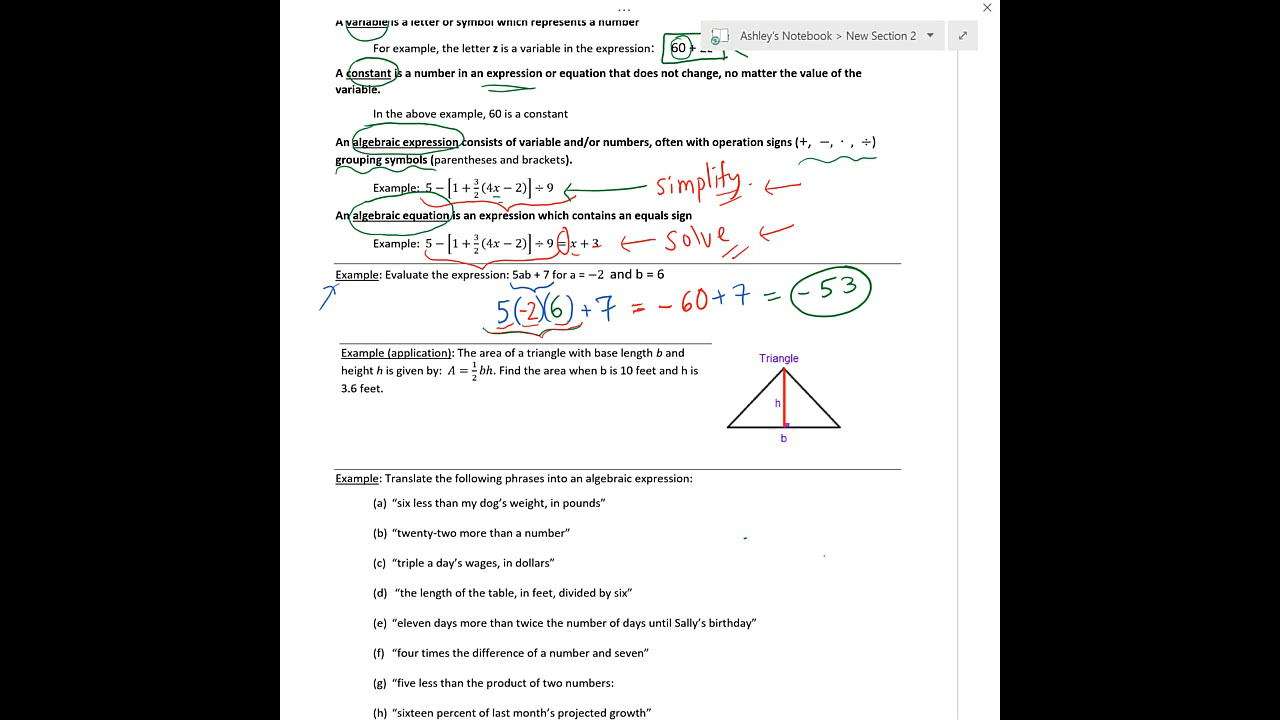 ...
Ashley's Notebook > New Section 2
A variable is a letter or symbol which represents a number
For example, the letter z is a variable in the expression: 60 +
A constant is a number in an expression or equation that does not change, no matter the value of the
variable.
In the above example, 60 is a constant
An algebraic expression consists of variable and/or numbers, often with operation signs (+, −, · , ÷)
grouping symbols (parentheses and brackets).
Example: 5 − [1 + 3/2 (4x − 2)] ÷ 9 simplify.
An algebraic equation is an expression which contains an equals sign
Example: 5 − [1 + 3/2 (4x − 2)] ÷ 9 = x + 3 solve
Example: Evaluate the expression: 5ab + 7 for a = −2 and b = 6
5(-2)(6) + 7 = -60 + 7 = -53
Example (application): The area of a triangle with base length b and
height h is given by: A = 1/2 bh. Find the area when b is 10 feet and h is
3.6 feet.
Triangle
h
b
Example: Translate the following phrases into an algebraic expression:
(a) "six less than my dog's weight, in pounds"
(b) "twenty-two more than a number"
(c) "triple a day's wages, in dollars"
(d) "the length of the table, in feet, divided by six"
(e) "eleven days more than twice the number of days until Sally's birthday"
(f) "four times the difference of a number and seven"
(g) "five less than the product of two numbers:
(h) "sixteen percent of last month's projected growth"